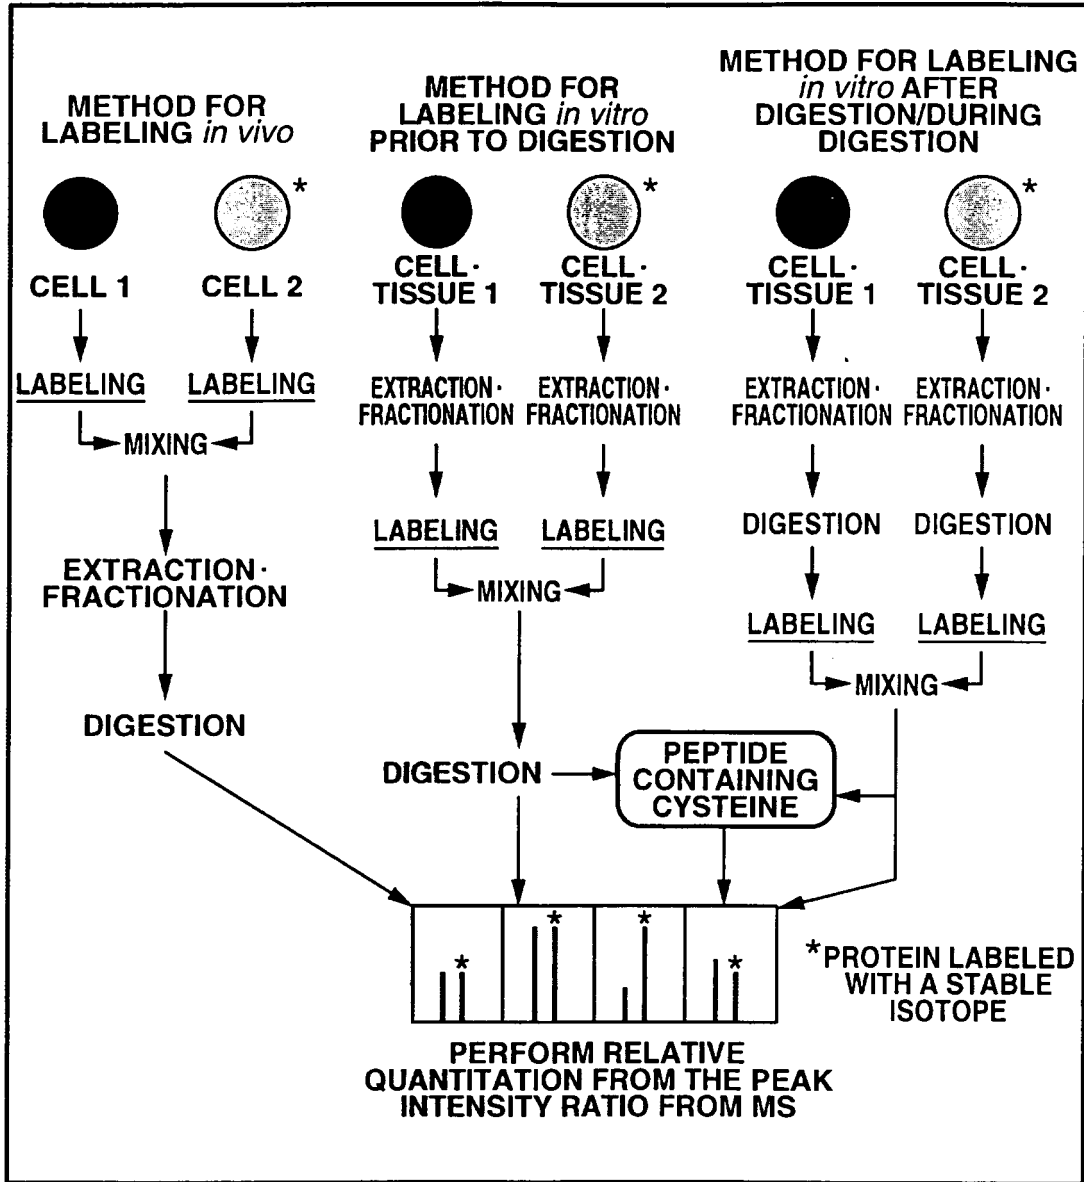 METHOD FOR
LABELING in vivo
*
CELL 1
CELL 2
LABELING
LABELING
MIXING
EXTRACTION·
FRACTIONATION
DIGESTION
METHOD FOR
LABELING in vitro
PRIOR TO DIGESTION
*
CELL·
TISSUE 1
CELL·
TISSUE 2
EXTRACTION·
FRACTIONATION
EXTRACTION·
FRACTIONATION
LABELING
LABELING
MIXING
DIGESTION
METHOD FOR LABELING
in vitro AFTER
DIGESTION/DURING
DIGESTION
*
CELL·
TISSUE 1
CELL·
TISSUE 2
EXTRACTION·
FRACTIONATION
EXTRACTION·
FRACTIONATION
DIGESTION
DIGESTION
LABELING
LABELING
MIXING
PEPTIDE
CONTAINING
CYSTEINE
* * * *
*PROTEIN LABELED
WITH A STABLE
ISOTOPE
PERFORM RELATIVE
QUANTITATION FROM THE PEAK
INTENSITY RATIO FROM MS